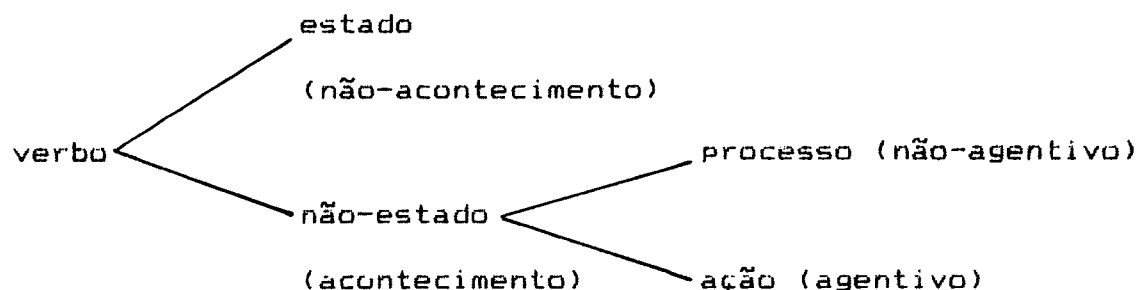 estado
(não-acontecimento)
verbo
processo (não-agentivo)
não-estado
(acontecimento)
ação (agentivo)